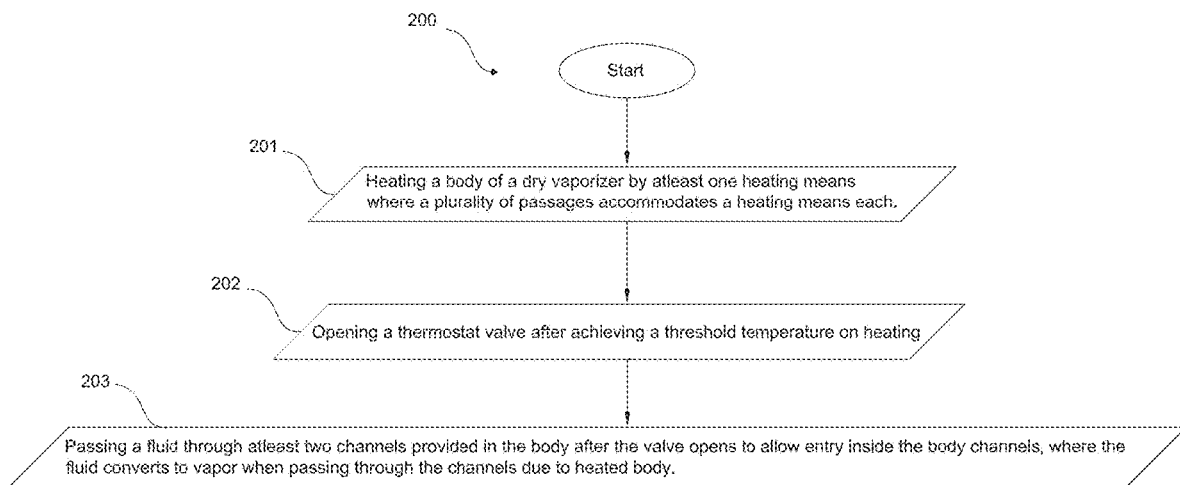 200
Start
201
Heating a body of a dry vaporizer by atleast one heating means
where a plurality of passages accommodates a heating means each.
202
Opening a thermostat valve after achieving a threshold temperature on heating
203
Passing a fluid through atleast two channels provided in the body after the valve opens to allow entry inside the body channels, where the
fluid converts to vapor when passing through the channels due to heated body.